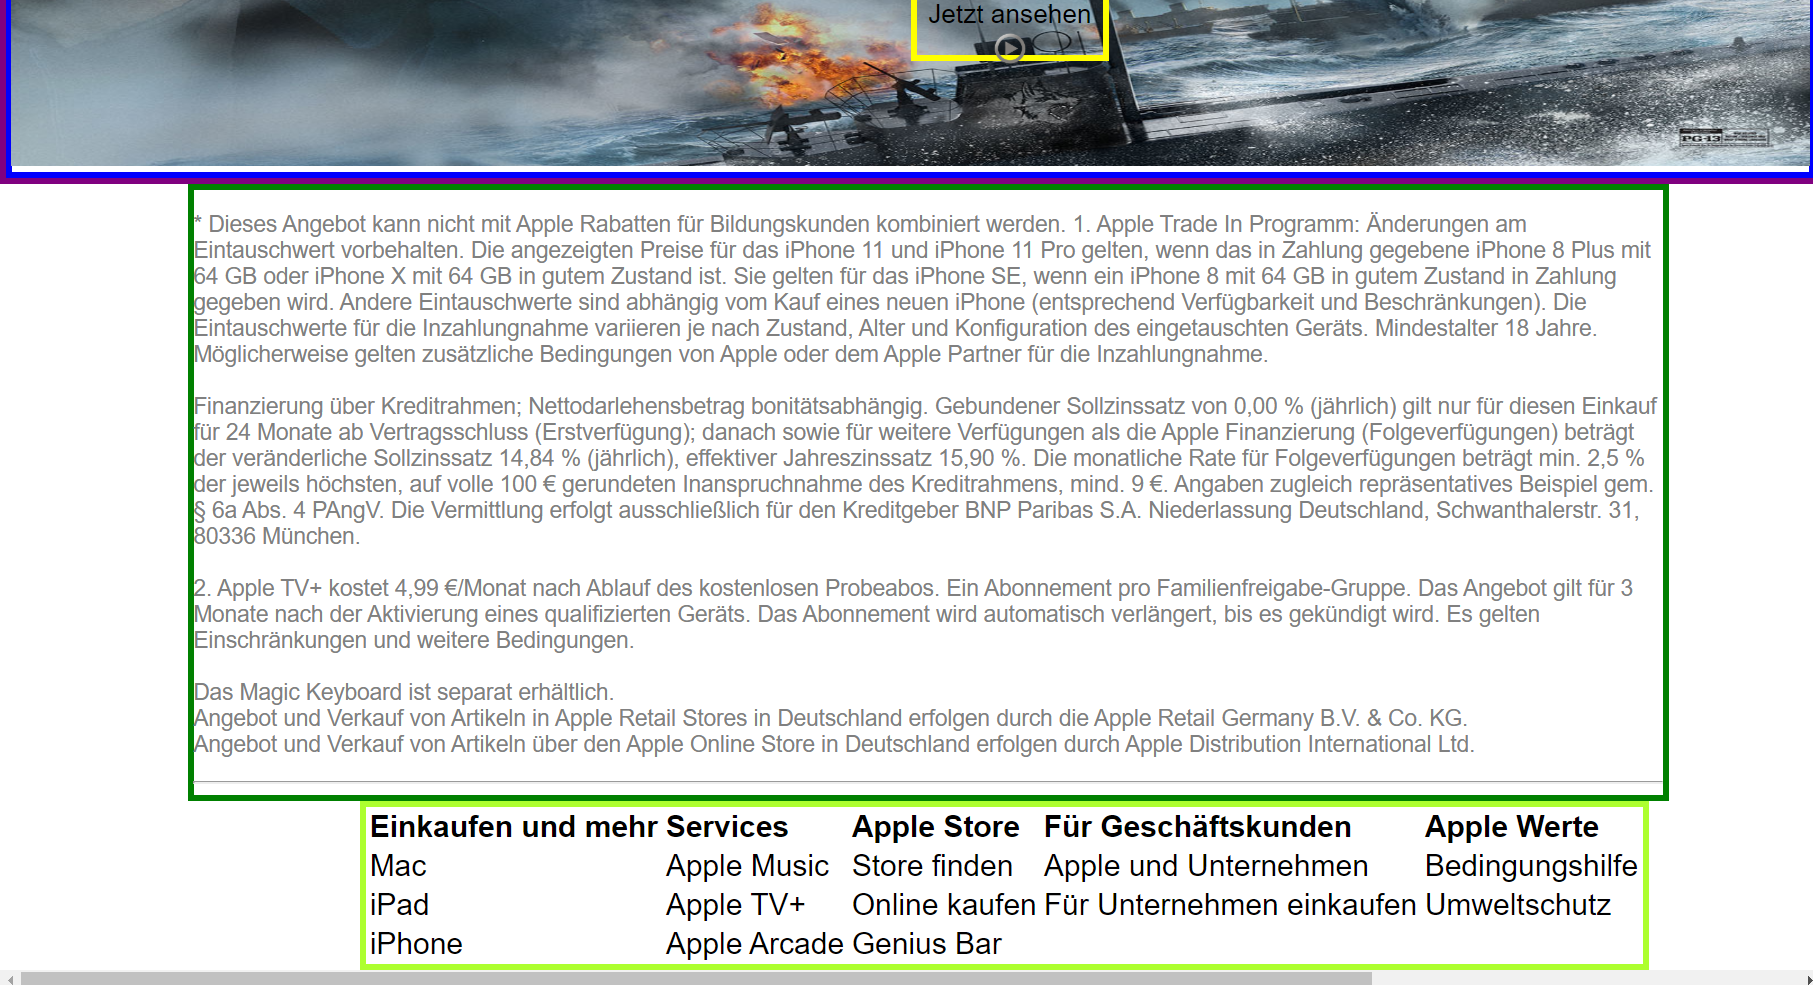 Jetzt ansehen
PG-13
* Dieses Angebot kann nicht mit Apple Rabatten für Bildungskunden kombiniert werden. 1. Apple Trade In Programm: Änderungen am
Eintauschwert vorbehalten. Die angezeigten Preise für das iPhone 11 und iPhone 11 Pro gelten, wenn das in Zahlung gegebene iPhone 8 Plus mit
64 GB oder iPhone X mit 64 GB in gutem Zustand ist. Sie gelten für das iPhone SE, wenn ein iPhone 8 mit 64 GB in gutem Zustand in Zahlung
gegeben wird. Andere Eintauschwerte sind abhängig vom Kauf eines neuen iPhone (entsprechend Verfügbarkeit und Beschränkungen). Die
Eintauschwerte für die Inzahlungnahme variieren je nach Zustand, Alter und Konfiguration des eingetauschten Geräts. Mindestalter 18 Jahre.
Möglicherweise gelten zusätzliche Bedingungen von Apple oder dem Apple Partner für die Inzahlungnahme.
Finanzierung über Kreditrahmen; Nettodarlehensbetrag bonitätsabhängig. Gebundener Sollzinssatz von 0,00 % (jährlich) gilt nur für diesen Einkauf
für 24 Monate ab Vertragsschluss (Erstverfügung); danach sowie für weitere Verfügungen als die Apple Finanzierung (Folgeverfügungen) beträgt
der veränderliche Sollzinssatz 14,84 % (jährlich), effektiver Jahreszinssatz 15,90 %. Die monatliche Rate für Folgeverfügungen beträgt min. 2,5 %
der jeweils höchsten, auf volle 100 € gerundeten Inanspruchnahme des Kreditrahmens, mind. 9 €. Angaben zugleich repräsentatives Beispiel gem.
§ 6a Abs. 4 PAngV. Die Vermittlung erfolgt ausschließlich für den Kreditgeber BNP Paribas S.A. Niederlassung Deutschland, Schwanthalerstr. 31,
80336 München.
2. Apple TV+ kostet 4,99 €/Monat nach Ablauf des kostenlosen Probeabos. Ein Abonnement pro Familienfreigabe-Gruppe. Das Angebot gilt für 3
Monate nach der Aktivierung eines qualifizierten Geräts. Das Abonnement wird automatisch verlängert, bis es gekündigt wird. Es gelten
Einschränkungen und weitere Bedingungen.
Das Magic Keyboard ist separat erhältlich.
Angebot und Verkauf von Artikeln in Apple Retail Stores in Deutschland erfolgen durch die Apple Retail Germany B.V. & Co. KG.
Angebot und Verkauf von Artikeln über den Apple Online Store in Deutschland erfolgen durch Apple Distribution International Ltd.
Einkaufen und mehr Services Apple Store Für Geschäftskunden Apple Werte
Mac Apple Music Store finden Apple und Unternehmen Bedingungshilfe
iPad Apple TV+ Online kaufen Für Unternehmen einkaufen Umweltschutz
iPhone Apple Arcade Genius Bar